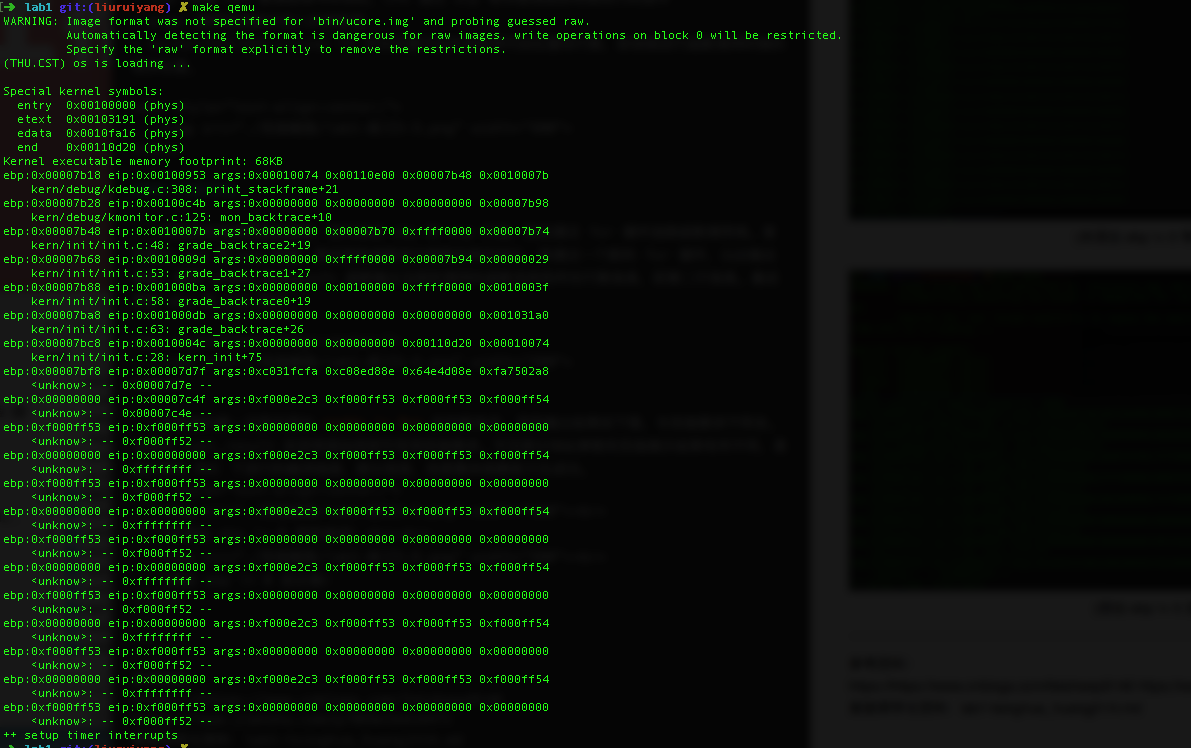 ➔ lab1 git:(liuruiyang) ✗ make qemu
WARNING: Image format was not specified for 'bin/ucore.img' and probing guessed raw.
         Automatically detecting the format is dangerous for raw images, write operations on block 0 will be restricted.
         Specify the 'raw' format explicitly to remove the restrictions.
(THU.CST) os is loading ...

Special kernel symbols:
  entry  0x00100000 (phys)
  etext  0x00103191 (phys)
  edata  0x0010fa16 (phys)
  end    0x00110d20 (phys)
Kernel executable memory footprint: 68KB
ebp:0x00007b18 eip:0x00100953 args:0x00010074 0x00110e00 0x00007b48 0x0010007b
    kern/debug/kdebug.c:308: print_stackframe+21
ebp:0x00007b28 eip:0x00100c4b args:0x00000000 0x00000000 0x00000000 0x00007b98
    kern/debug/kmonitor.c:125: mon_backtrace+10
ebp:0x00007b48 eip:0x0010007b args:0x00000000 0x00007b70 0xffff0000 0x00007b74
    kern/init/init.c:48: grade_backtrace2+19
ebp:0x00007b68 eip:0x0010009d args:0x00000000 0xffff0000 0x00007b94 0x00000029
    kern/init/init.c:53: grade_backtrace1+27
ebp:0x00007b88 eip:0x001000ba args:0x00000000 0x00100000 0xffff0000 0x0010003f
    kern/init/init.c:58: grade_backtrace0+19
ebp:0x00007ba8 eip:0x001000db args:0x00000000 0x00000000 0x00000000 0x001031a0
    kern/init/init.c:63: grade_backtrace+26
ebp:0x00007bc8 eip:0x0010004c args:0x00000000 0x00000000 0x00110d20 0x00010074
    kern/init/init.c:28: kern_init+75
ebp:0x00007bf8 eip:0x00007d7f args:0xc031fcfa 0xc08ed88e 0x64e4d08e 0xfa7502a8
    <unknow>: -- 0x00007d7e --
ebp:0x00000000 eip:0x00007c4f args:0xf000e2c3 0xf000ff53 0xf000ff53 0xf000ff54
    <unknow>: -- 0x00007c4e --
ebp:0xf000ff53 eip:0xf000ff53 args:0x00000000 0x00000000 0x00000000 0x00000000
    <unknow>: -- 0xf000ff52 --
ebp:0x00000000 eip:0x00000000 args:0xf000e2c3 0xf000ff53 0xf000ff53 0xf000ff54
    <unknow>: -- 0xffffffff --
ebp:0xf000ff53 eip:0xf000ff53 args:0x00000000 0x00000000 0x00000000 0x00000000
    <unknow>: -- 0xf000ff52 --
ebp:0x00000000 eip:0x00000000 args:0xf000e2c3 0xf000ff53 0xf000ff53 0xf000ff54
    <unknow>: -- 0xffffffff --
ebp:0xf000ff53 eip:0xf000ff53 args:0x00000000 0x00000000 0x00000000 0x00000000
    <unknow>: -- 0xf000ff52 --
ebp:0x00000000 eip:0x00000000 args:0xf000e2c3 0xf000ff53 0xf000ff53 0xf000ff54
    <unknow>: -- 0xffffffff --
ebp:0xf000ff53 eip:0xf000ff53 args:0x00000000 0x00000000 0x00000000 0x00000000
    <unknow>: -- 0xf000ff52 --
ebp:0x00000000 eip:0x00000000 args:0xf000e2c3 0xf000ff53 0xf000ff53 0xf000ff54
    <unknow>: -- 0xffffffff --
ebp:0xf000ff53 eip:0xf000ff53 args:0x00000000 0x00000000 0x00000000 0x00000000
    <unknow>: -- 0xf000ff52 --
ebp:0x00000000 eip:0x00000000 args:0xf000e2c3 0xf000ff53 0xf000ff53 0xf000ff54
    <unknow>: -- 0xffffffff --
ebp:0xf000ff53 eip:0xf000ff53 args:0x00000000 0x00000000 0x00000000 0x00000000
    <unknow>: -- 0xf000ff52 --
++ setup timer interrupts